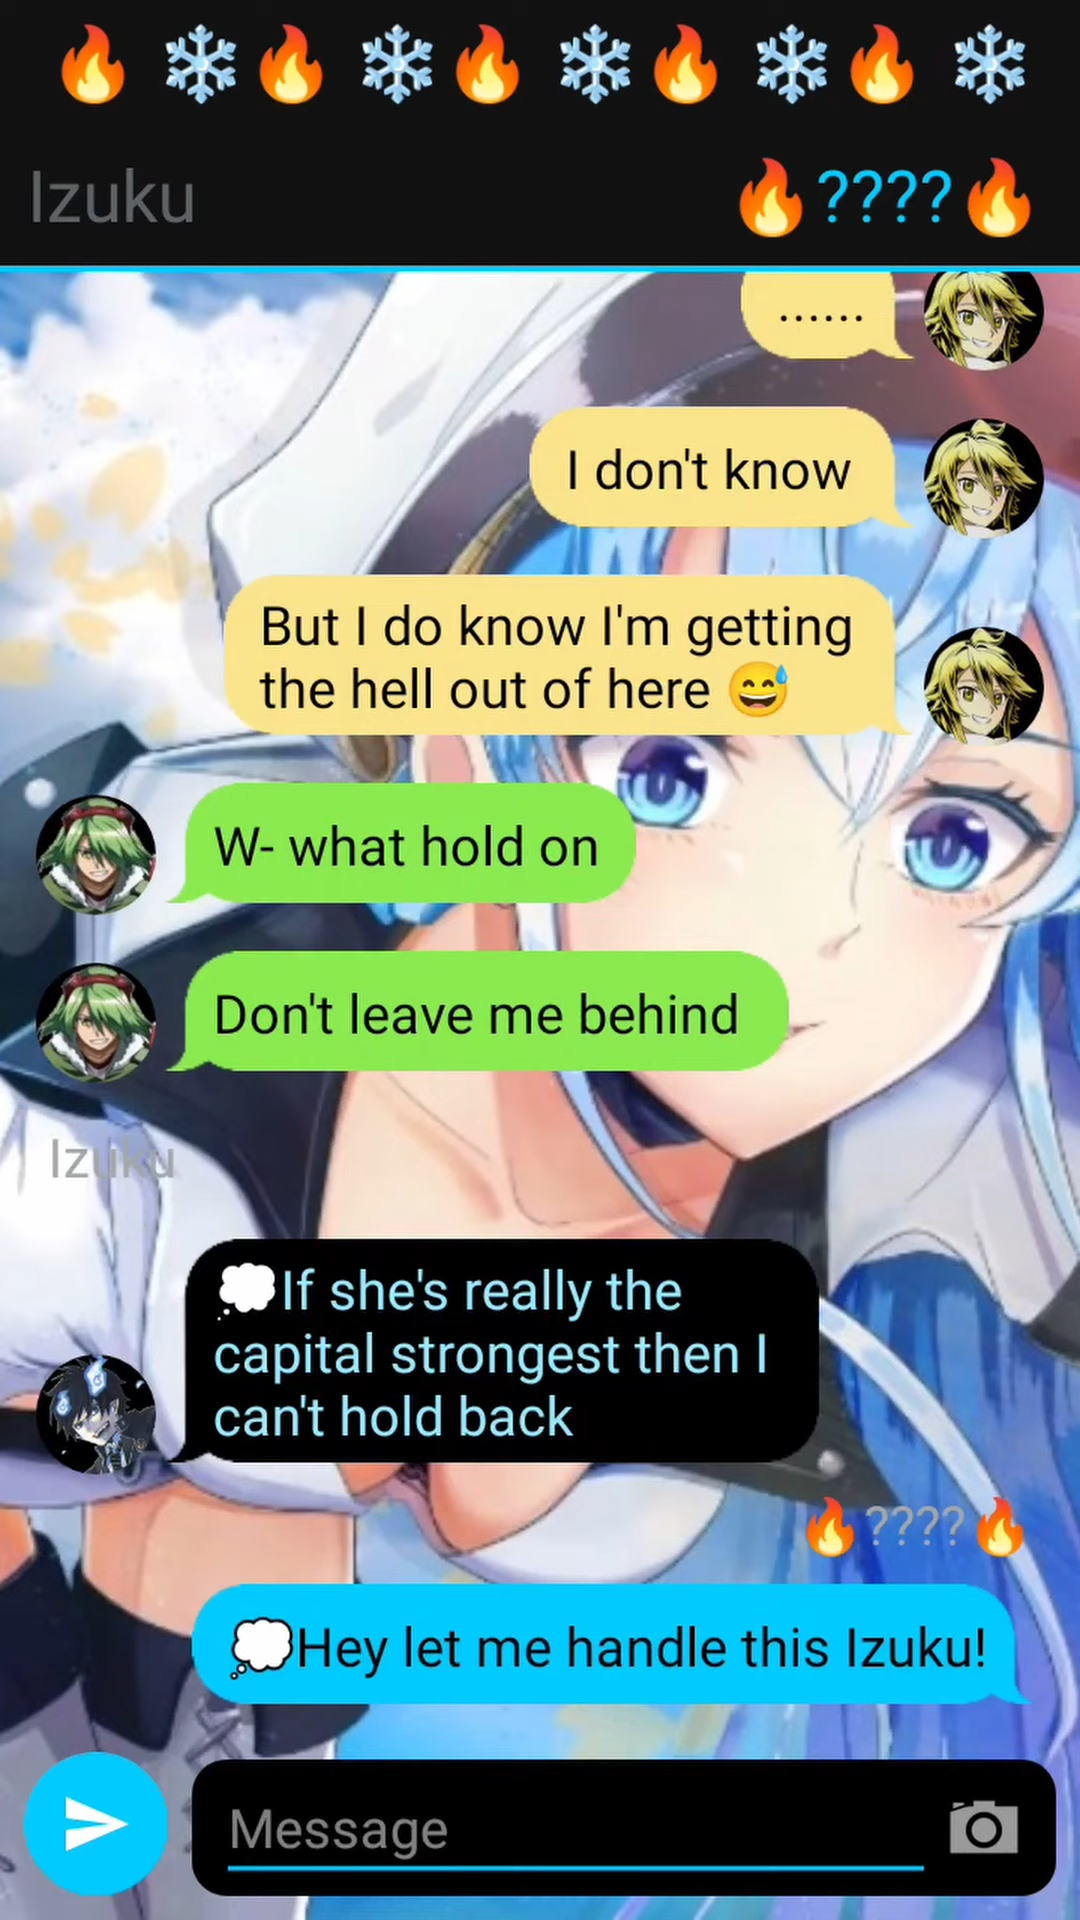 🔥 ❄️ 🔥 ❄️ 🔥 ❄️ 🔥 ❄️ 🔥 ❄️
Izuku
🔥????🔥
......
I don't know
But I do know I'm getting
the hell out of here 😅
W- what hold on
Don't leave me behind
Izuku
💭If she's really the
capital strongest then I
can't hold back
🔥????🔥
💭Hey let me handle this Izuku!
Message